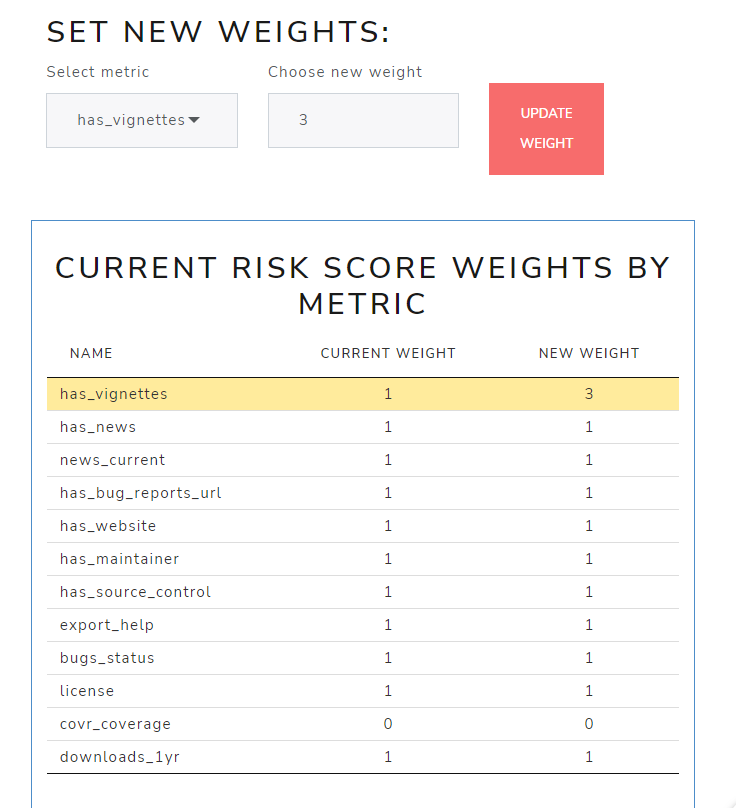 SET NEW WEIGHTS:
Select metric Choose new weight
has_vignettes 3 UPDATE
WEIGHT
CURRENT RISK SCORE WEIGHTS BY
METRIC
NAME CURRENT WEIGHT NEW WEIGHT
has_vignettes 1 3
has_news 1 1
news_current 1 1
has_bug_reports_url 1 1
has_website 1 1
has_maintainer 1 1
has_source_control 1 1
export_help 1 1
bugs_status 1 1
license 1 1
covr_coverage 0 0
downloads_1yr 1 1